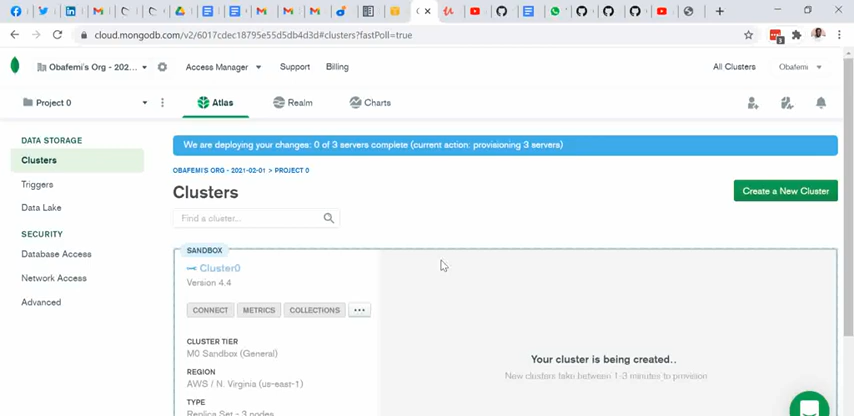 cloud.mongodb.com/v2/6017cdec18795e55d5db4d3d#clusters?fastPoll=true
Obafemi's Org - 202...
Access Manager
Support
Billing
All Clusters
Obafemi
Project 0
Atlas
Realm
Charts
DATA STORAGE
Clusters
Triggers
Data Lake
SECURITY
Database Access
Network Access
Advanced
We are deploying your changes: 0 of 3 servers complete (current action: provisioning 3 servers)
OBAFEMI'S ORG - 2021-02-01 > PROJECT 0
Clusters
Create a New Cluster
Find a cluster...
SANDBOX
Cluster0
Version 4.4
CONNECT
METRICS
COLLECTIONS
...
CLUSTER TIER
M0 Sandbox (General)
REGION
AWS / N. Virginia (us-east-1)
TYPE
Replica Set - 3 nodes
Your cluster is being created..
New clusters take between 1-3 minutes to provision